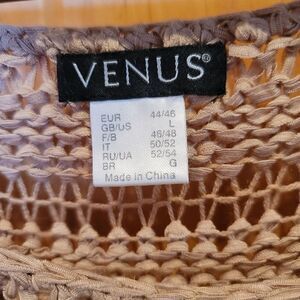 VENUS®
EUR 44/46
GB/US L
F/B 46/48
IT 50/52
RU/UA 52/54
BR G
Made in China